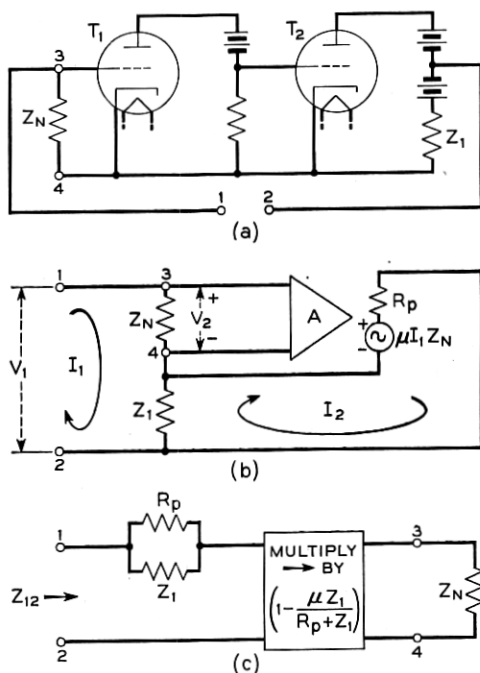 T1
T2
3
ZN
4
Z1
1
2
(a)
1
3
+
ZN
V2
A
Rp
+
μI1ZN
-
V1
I1
4
-
Z1
I2
2
(b)
Rp
1
Z1
MULTIPLY
BY
(1-μZ1/Rp+Z1)
3
ZN
Z12
2
4
(c)